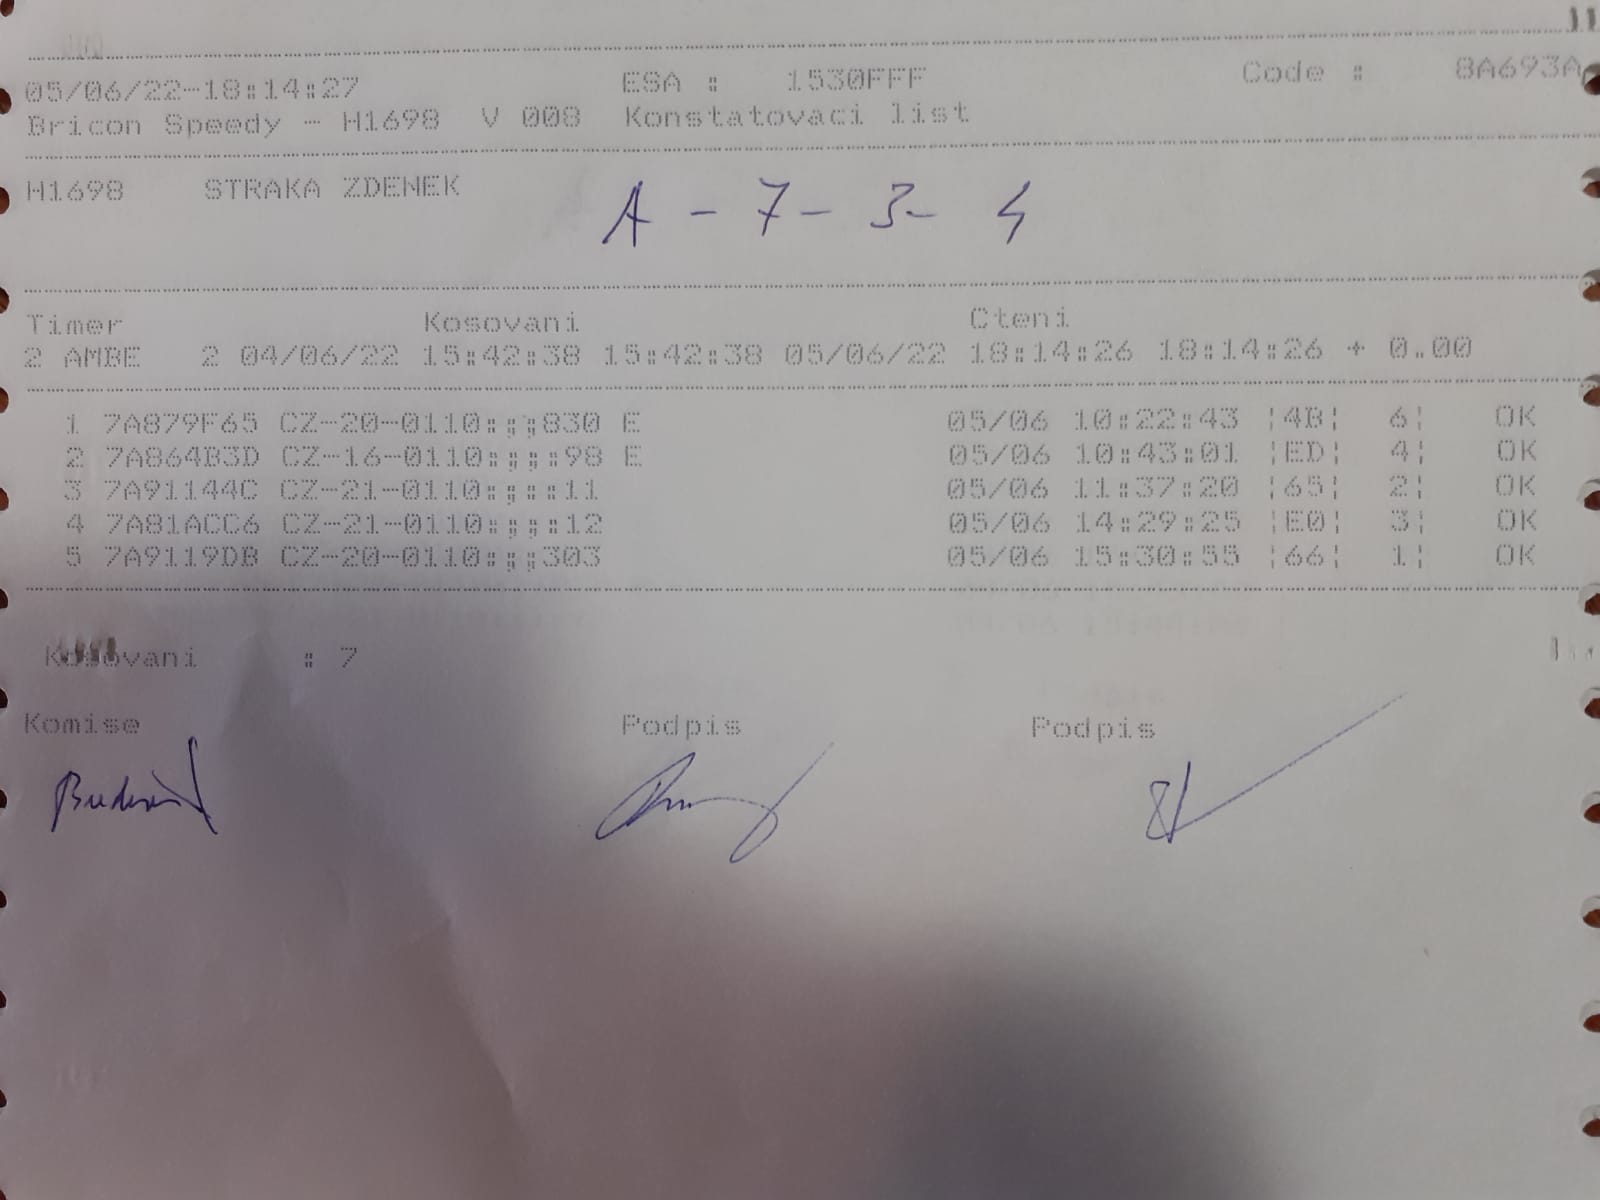 05/06/22-18:14:27 ESA : 1530FFF Code : 8A693A
Bricon Speedy - H1698 V 008 Konstatovaci list
H1698 STRAKA ZDENEK
A - 7 - 3 - 4
Timer Kosovani Cteni
2 AMBE 2 04/06/22 15:42:38 15:42:38 05/06/22 18:14:26 18:14:26 + 0.00
1 7A879F65 CZ-20-0110:;;830 E 05/06 10:22:43 ¦4B¦ 6¦ OK
2 7A864B3D CZ-16-0110:;;:98 E 05/06 10:43:01 ¦ED¦ 4¦ OK
3 7A91144C CZ-21-0110:;::11 05/06 11:37:20 ¦65¦ 2¦ OK
4 7A81ACC6 CZ-21-0110:;;:12 05/06 14:29:25 ¦E0¦ 3¦ OK
5 7A9119DB CZ-20-0110:;;303 05/06 15:30:55 ¦66¦ 1¦ OK
Kosovani : 7
Komise Podpis Podpis